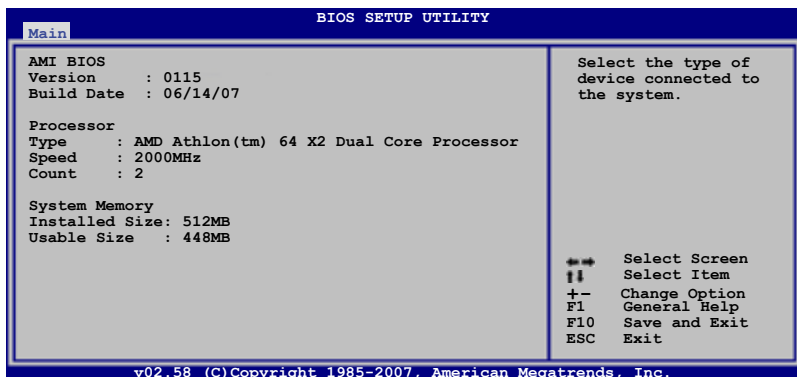 BIOS SETUP UTILITY
Main
AMI BIOS
Version : 0115
Build Date : 06/14/07
Processor
Type : AMD Athlon(tm) 64 X2 Dual Core Processor
Speed : 2000MHz
Count : 2
System Memory
Installed Size: 512MB
Usable Size : 448MB
Select the type of
device connected to
the system.
←→ Select Screen
↑↓ Select Item
+- Change Option
F1 General Help
F10 Save and Exit
ESC Exit
v02.58 (C)Copyright 1985-2007, American Megatrends, Inc.